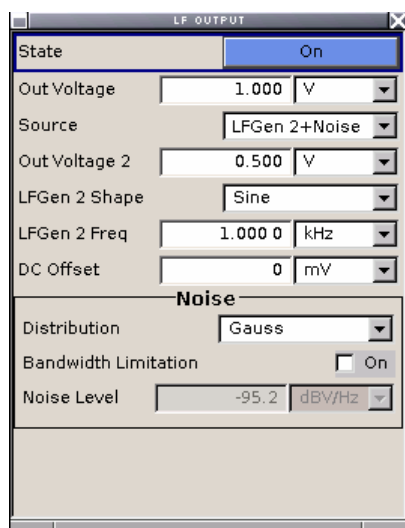 LF OUTPUT
State On
Out Voltage 1.000 V
Source LFGen 2+Noise
Out Voltage 2 0.500 V
LFGen 2 Shape Sine
LFGen 2 Freq 1.000 0 kHz
DC Offset 0 mV
Noise
Distribution Gauss
Bandwidth Limitation On
Noise Level -95.2 dBV/Hz